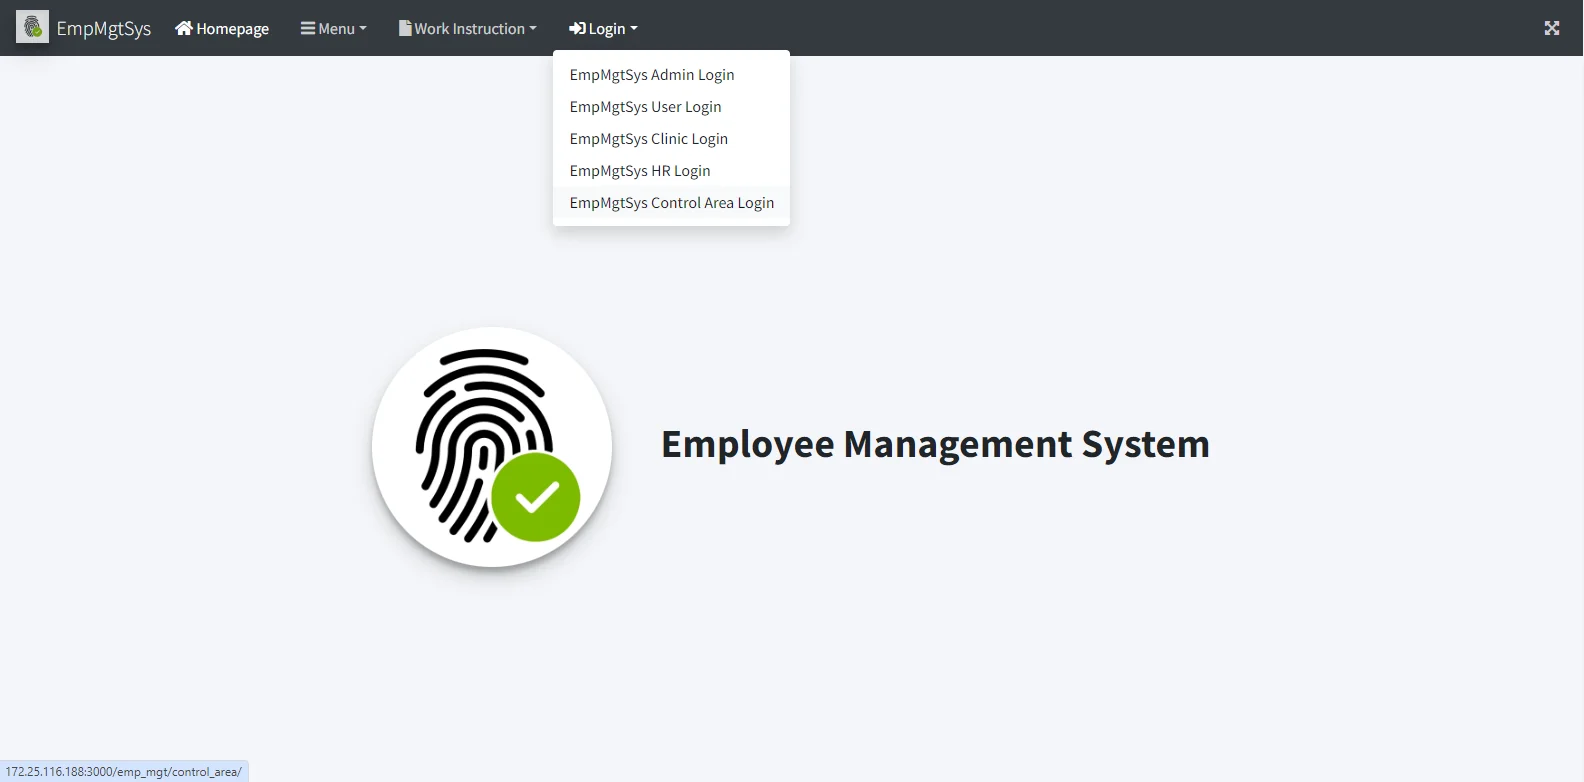 EmpMgtSys Homepage Menu Work Instruction Login
EmpMgtSys Admin Login
EmpMgtSys User Login
EmpMgtSys Clinic Login
EmpMgtSys HR Login
EmpMgtSys Control Area Login
Employee Management System
172.25.116.188:3000/emp_mgt/control_area/